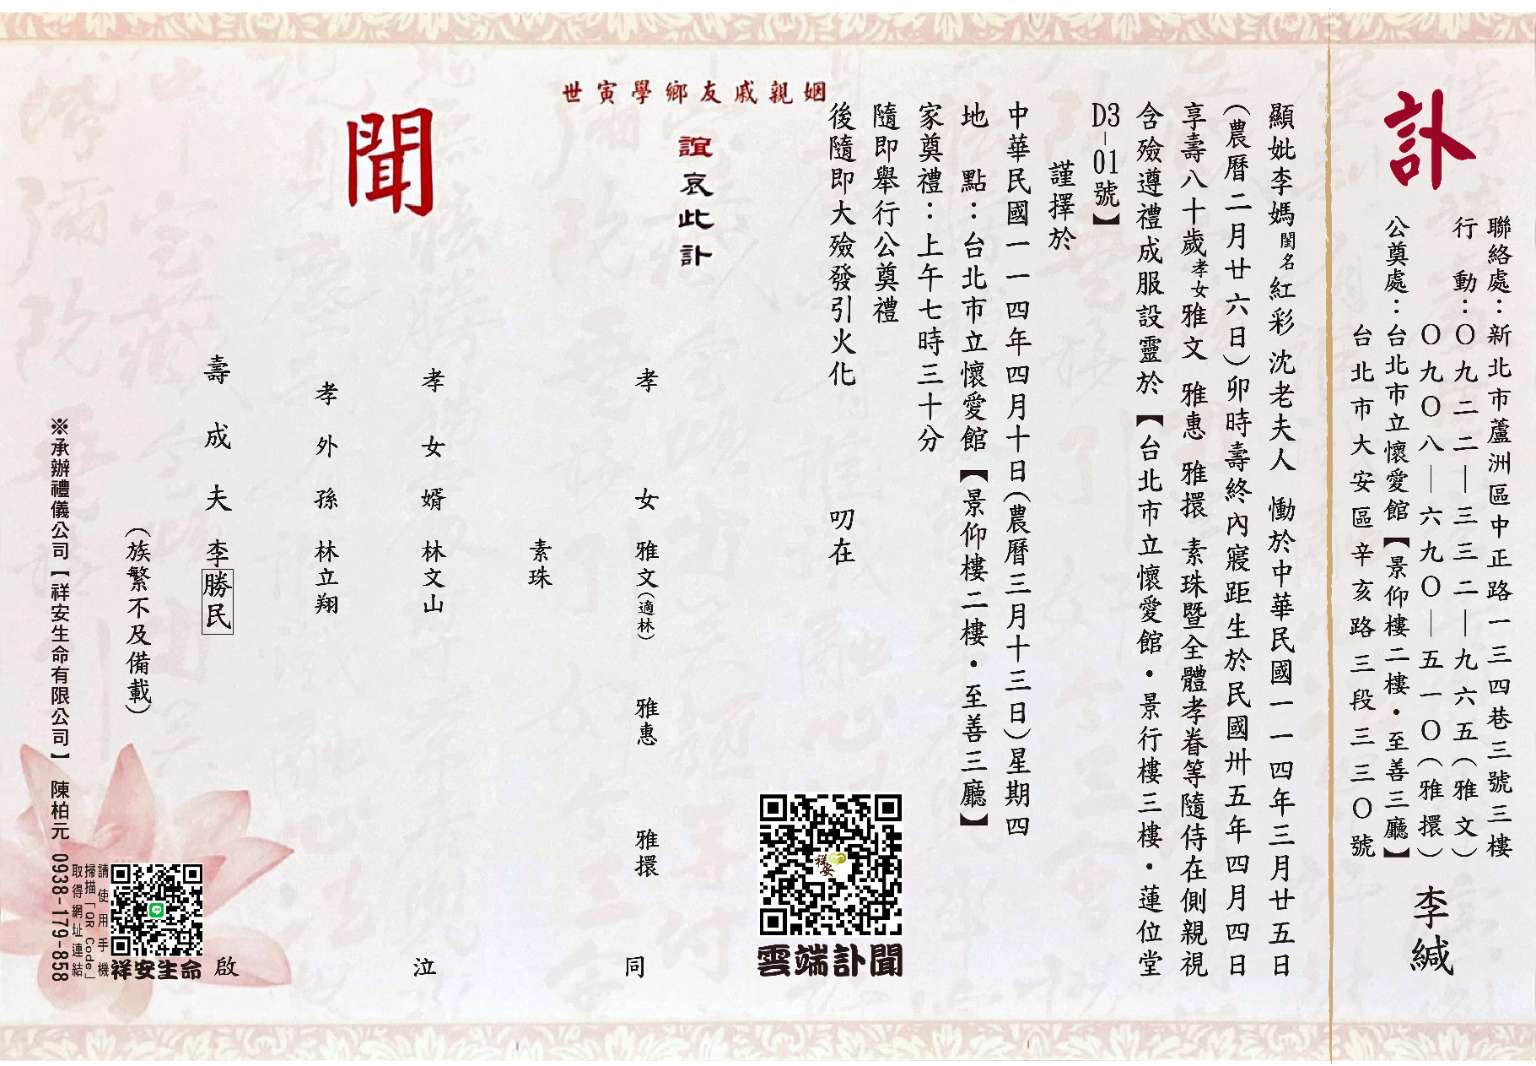 訃
聯絡處：新北市蘆洲區中正路一三四巷三號三樓
行　動：〇九二二—三三二—九六五（雅文）
〇九〇八—六九〇—五一〇（雅擐）
公奠處：台北市立懷愛館【景仰樓二樓・至善三廳】
台北市大安區辛亥路三段三三〇號
李緘
顯妣李媽閨名紅彩 沈老夫人 慟於中華民國一一四年三月廿五日
（農曆二月廿六日）卯時壽終內寢距生於民國卅五年四月四日
享壽八十歲孝女雅文 雅惠 雅擐 素珠暨全體孝眷等隨侍在側親視
含殮遵禮成服設靈於【台北市立懷愛館・景行樓三樓・蓮位堂
D3–01號】
謹擇於
中華民國一一四年四月十日（農曆三月十三日）星期四
地　點：台北市立懷愛館【景仰樓二樓・至善三廳】
家奠禮：上午七時三十分
隨即舉行公奠禮
後隨即大殮發引火化　　叨在
世寅學鄉友戚親姻
誼哀此訃
雲端訃聞
聞
孝　女 雅文（適林） 雅惠 雅擐 同
素珠
孝女婿 林文山 泣
孝外孫 林立翔
壽成夫 李勝民 啟
（族繁不及備載）
※承辦禮儀公司【祥安生命有限公司】 陳柏元 0938-179-858
請使用手機
掃描「QR Code」
取得網址連結
祥安生命
祥安